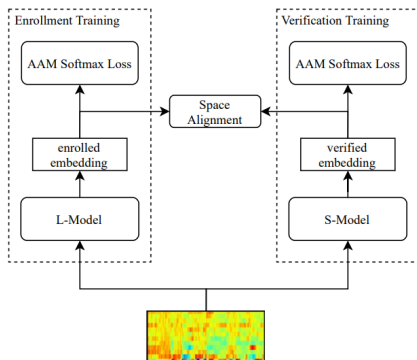 Enrollment Training
Verification Training
AAM Softmax Loss
AAM Softmax Loss
Space
Alignment
enrolled
embedding
verified
embedding
L-Model
S-Model